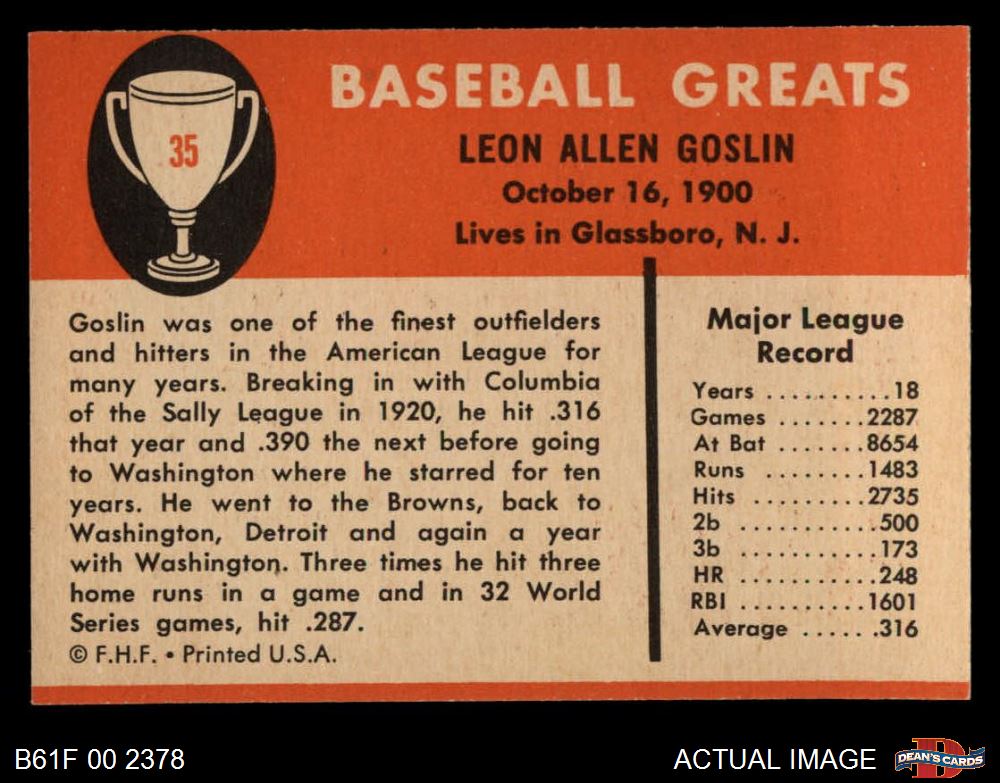 35
BASEBALL GREATS
LEON ALLEN GOSLIN
October 16, 1900
Lives in Glassboro, N. J.
Goslin was one of the finest outfielders
and hitters in the American League for
many years. Breaking in with Columbia
of the Sally League in 1920, he hit .316
that year and .390 the next before going
to Washington where he starred for ten
years. He went to the Browns, back to
Washington, Detroit and again a year
with Washington. Three times he hit three
home runs in a game and in 32 World
Series games, hit .287.
© F.H.F. • Printed U.S.A.
Major League
Record
Years ..........18
Games .......2287
At Bat .......8654
Runs .......1483
Hits .........2735
2b ..........500
3b ..........173
HR ..........248
RBI ..........1601
Average ......316
B61F 00 2378
ACTUAL IMAGE
D
DEAN'S CARDS